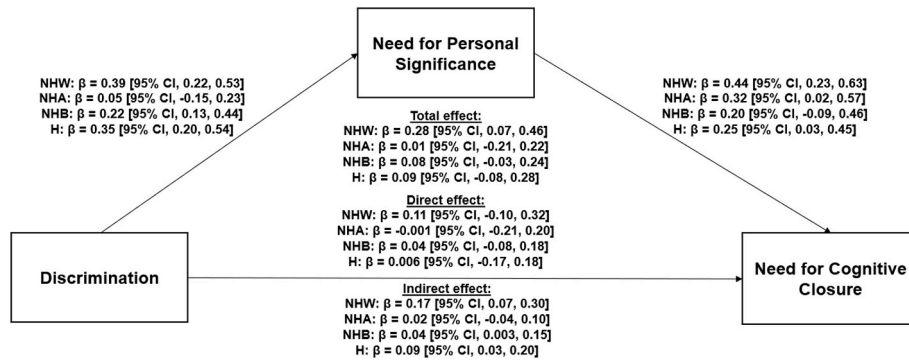 Need for Personal
Significance
NHW: β = 0.39 [95% CI, 0.22, 0.53]
NHA: β = 0.05 [95% CI, -0.15, 0.23]
NHB: β = 0.22 [95% CI, 0.13, 0.44]
H: β = 0.35 [95% CI, 0.20, 0.54]
NHW: β = 0.44 [95% CI, 0.23, 0.63]
NHA: β = 0.32 [95% CI, 0.02, 0.57]
NHB: β = 0.20 [95% CI, -0.09, 0.46]
H: β = 0.25 [95% CI, 0.03, 0.45]
Total effect:
NHW: β = 0.28 [95% CI, 0.07, 0.46]
NHA: β = 0.01 [95% CI, -0.21, 0.22]
NHB: β = 0.08 [95% CI, -0.03, 0.24]
H: β = 0.09 [95% CI, -0.08, 0.28]
Direct effect:
NHW: β = 0.11 [95% CI, -0.10, 0.32]
NHA: β = -0.001 [95% CI, -0.21, 0.20]
NHB: β = 0.04 [95% CI, -0.08, 0.18]
H: β = 0.006 [95% CI, -0.17, 0.18]
Discrimination
Need for Cognitive
Closure
Indirect effect:
NHW: β = 0.17 [95% CI, 0.07, 0.30]
NHA: β = 0.02 [95% CI, -0.04, 0.10]
NHB: β = 0.04 [95% CI, 0.003, 0.15]
H: β = 0.09 [95% CI, 0.03, 0.20]